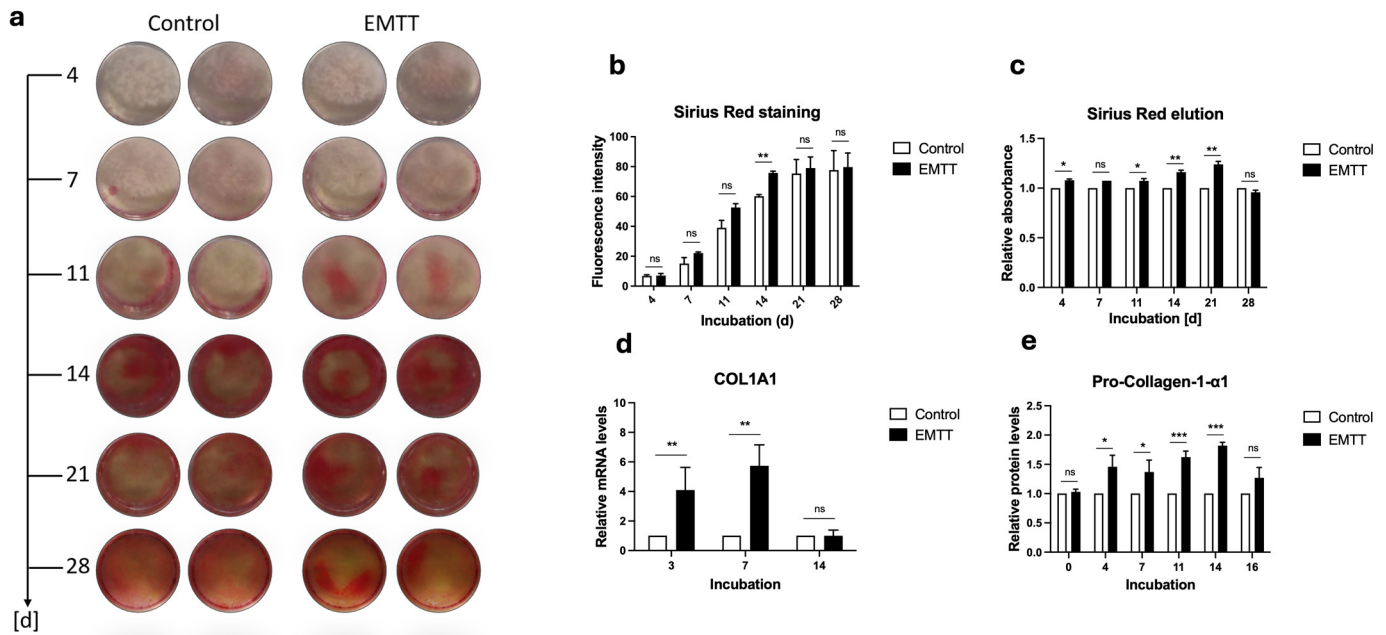 a
Control EMTT
4
7
11
14
21
28
[d]
b
Sirius Red staining
Fluorescence intensity
100
80
60
40
20
0
ns
ns
ns
**
ns
ns
4 7 11 14 21 28
Incubation (d)
Control
EMTT
c
Sirius Red elution
Relative absorbance
1.5
1.0
0.5
0.0
*
ns
*
**
**
ns
4 7 11 14 21 28
Incubation [d]
Control
EMTT
d
COL1A1
Relative mRNA levels
10
8
6
4
2
0
**
**
ns
3 7 14
Incubation
Control
EMTT
e
Pro-Collagen-1-α1
Relative protein levels
2.5
2.0
1.5
1.0
0.5
0.0
ns
*
*
***
***
ns
0 4 7 11 14 16
Incubation
Control
EMTT